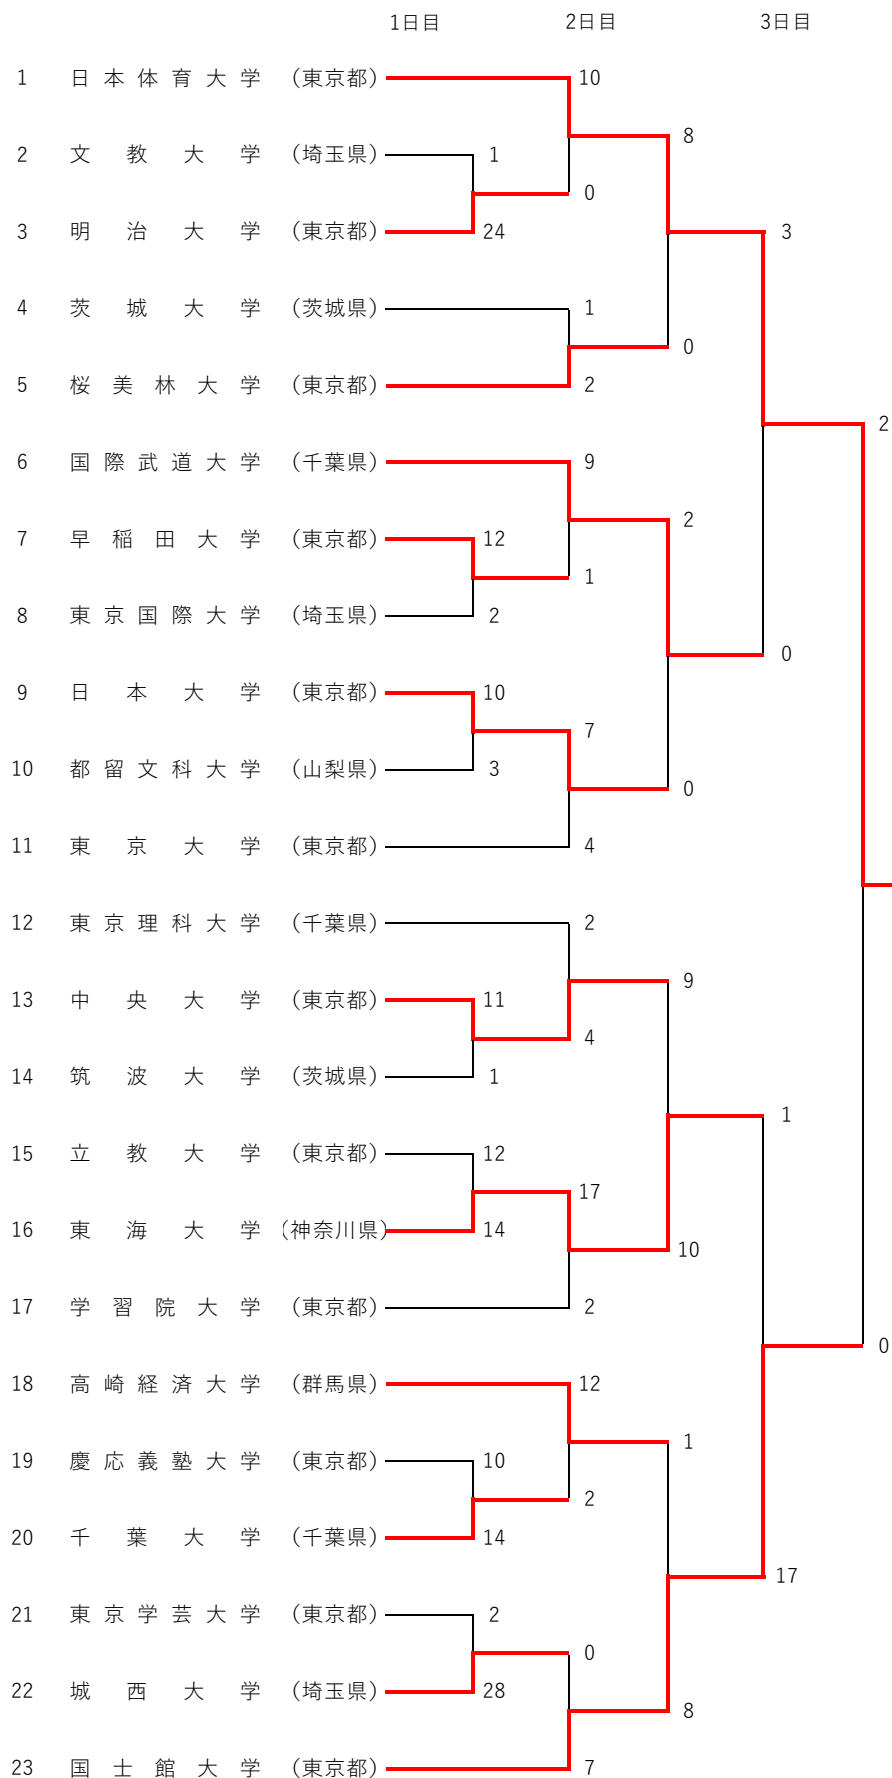 1日目 2日目 3日目
1 日本体育大学 (東京都) 10
8
2 文教大学 (埼玉県) 1
0
3 明治大学 (東京都) 24 3
4 茨城大学 (茨城県) 1
0
5 桜美林大学 (東京都) 2
2
6 国際武道大学 (千葉県) 9
2
7 早稲田大学 (東京都) 12
1
8 東京国際大学 (埼玉県) 2
0
9 日本大学 (東京都) 10
7
10 都留文科大学 (山梨県) 3
0
11 東京大学 (東京都) 4
12 東京理科大学 (千葉県) 2
9
13 中央大学 (東京都) 11
4
14 筑波大学 (茨城県) 1
1
15 立教大学 (東京都) 12
17
16 東海大学 (神奈川県) 14
10
17 学習院大学 (東京都) 2
0
18 高崎経済大学 (群馬県) 12
1
19 慶応義塾大学 (東京都) 10
2
20 千葉大学 (千葉県) 14
17
21 東京学芸大学 (東京都) 2
0
22 城西大学 (埼玉県) 28
8
23 国士館大学 (東京都) 7